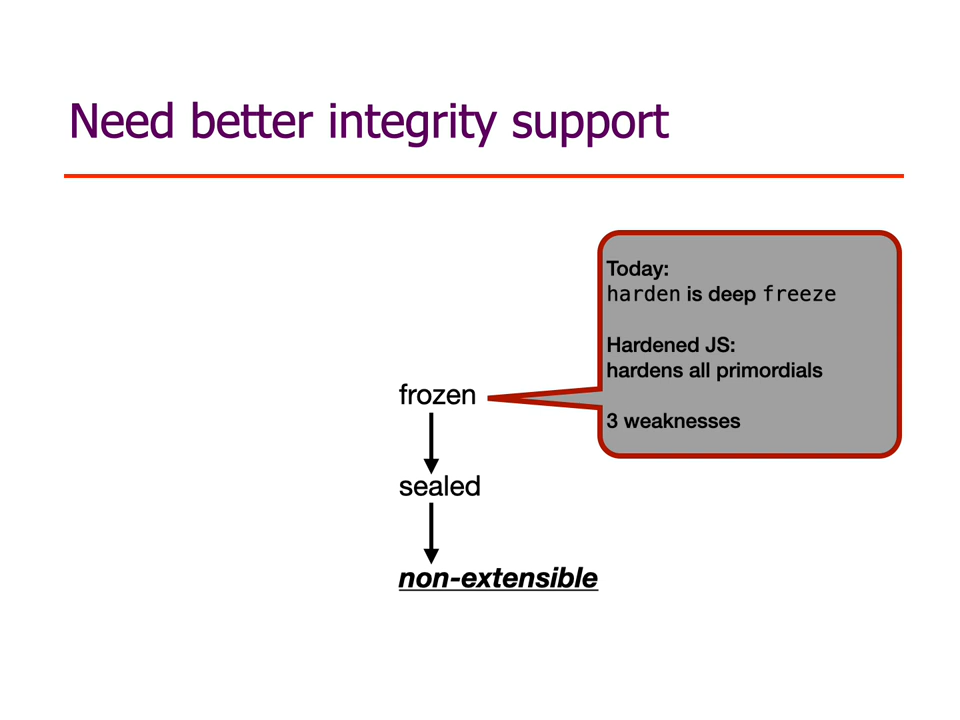 Need better integrity support
Today:
harden is deep freeze
Hardened JS:
hardens all primordials
3 weaknesses
frozen
sealed
non-extensible